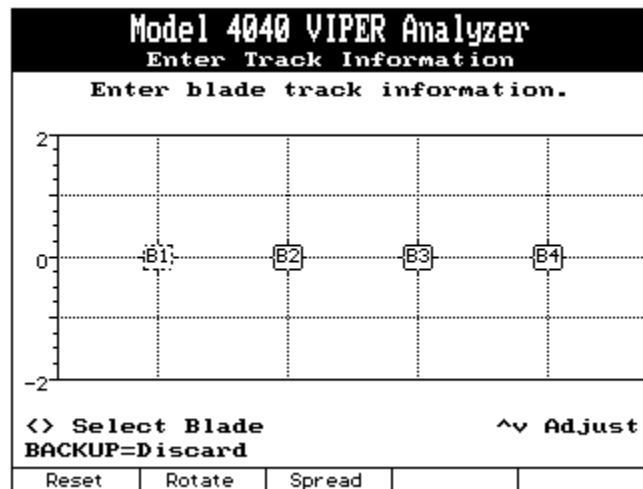 Model 4040 VIPER Analyzer
Enter Track Information
Enter blade track information.
2
0
B1 B2 B3 B4
-2
<> Select Blade ^v Adjust
BACKUP=Discard
Reset Rotate Spread